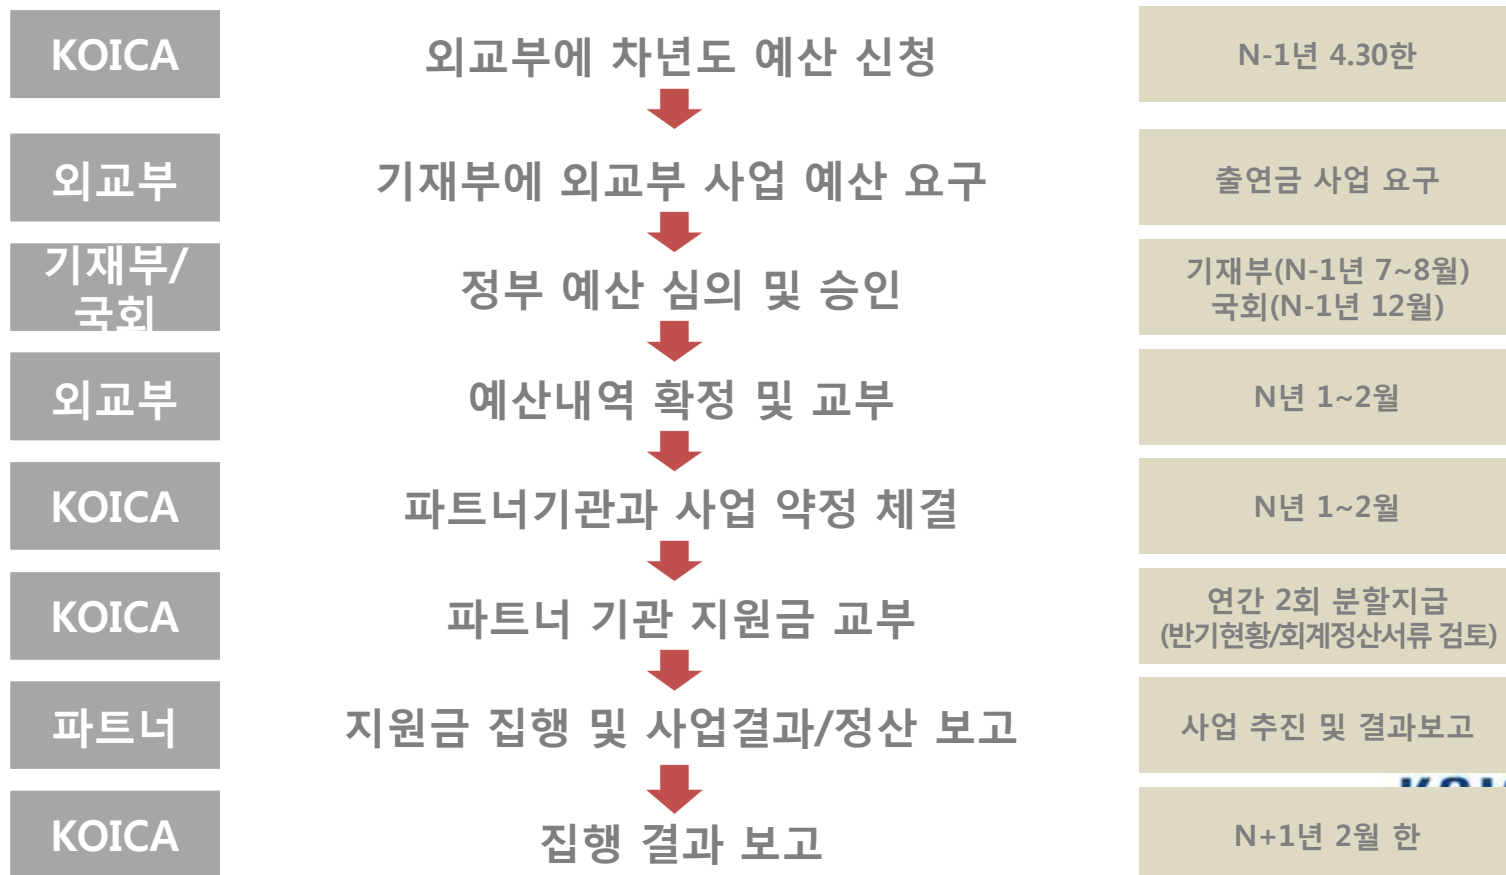 KOICA
외교부에 차년도 예산 신청
N-1년 4.30한
외교부
기재부에 외교부 사업 예산 요구
출연금 사업 요구
기재부/
국회
정부 예산 심의 및 승인
기재부(N-1년 7~8월)
국회(N-1년 12월)
외교부
예산내역 확정 및 교부
N년 1~2월
KOICA
파트너기관과 사업 약정 체결
N년 1~2월
KOICA
파트너 기관 지원금 교부
연간 2회 분할지급
(반기현황/회계정산서류 검토)
파트너
지원금 집행 및 사업결과/정산 보고
사업 추진 및 결과보고
KOICA
집행 결과 보고
N+1년 2월 한